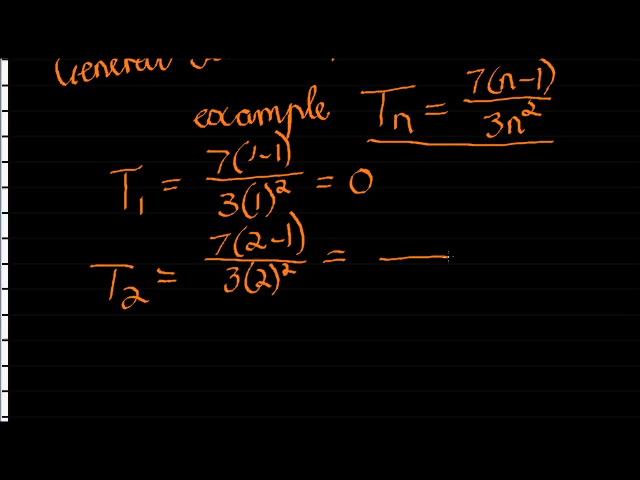 General
example Tn = 7(n-1)/3n²
T1 = 7(1-1)/3(1)² = 0
T2 = 7(2-1)/3(2)² =